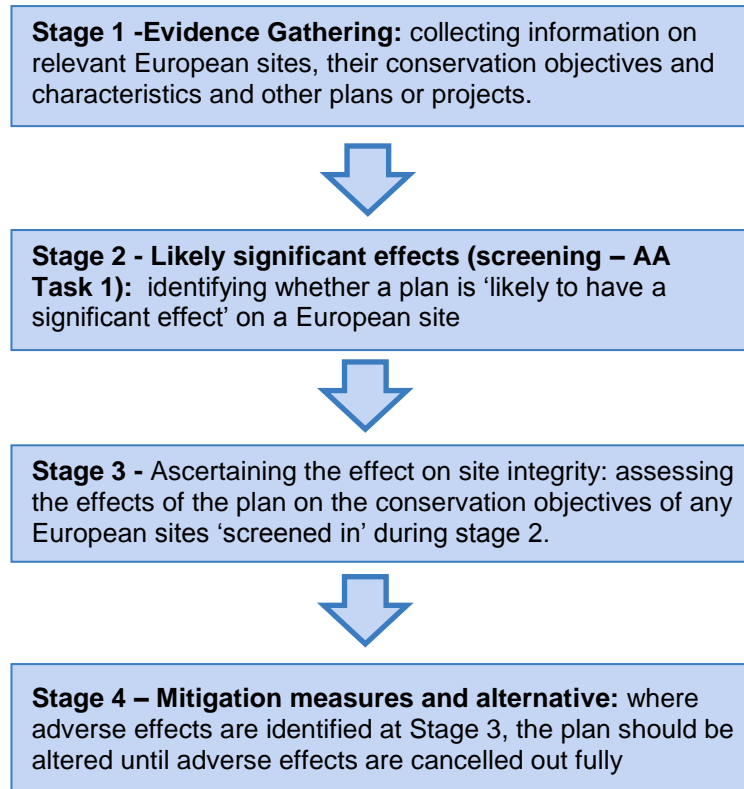 Stage 1 -Evidence Gathering: collecting information on
relevant European sites, their conservation objectives and
characteristics and other plans or projects.
Stage 2 - Likely significant effects (screening – AA
Task 1):  identifying whether a plan is ‘likely to have a
significant effect’ on a European site
Stage 3 - Ascertaining the effect on site integrity: assessing
the effects of the plan on the conservation objectives of any
European sites ‘screened in’ during stage 2.
Stage 4 – Mitigation measures and alternative: where
adverse effects are identified at Stage 3, the plan should be
altered until adverse effects are cancelled out fully